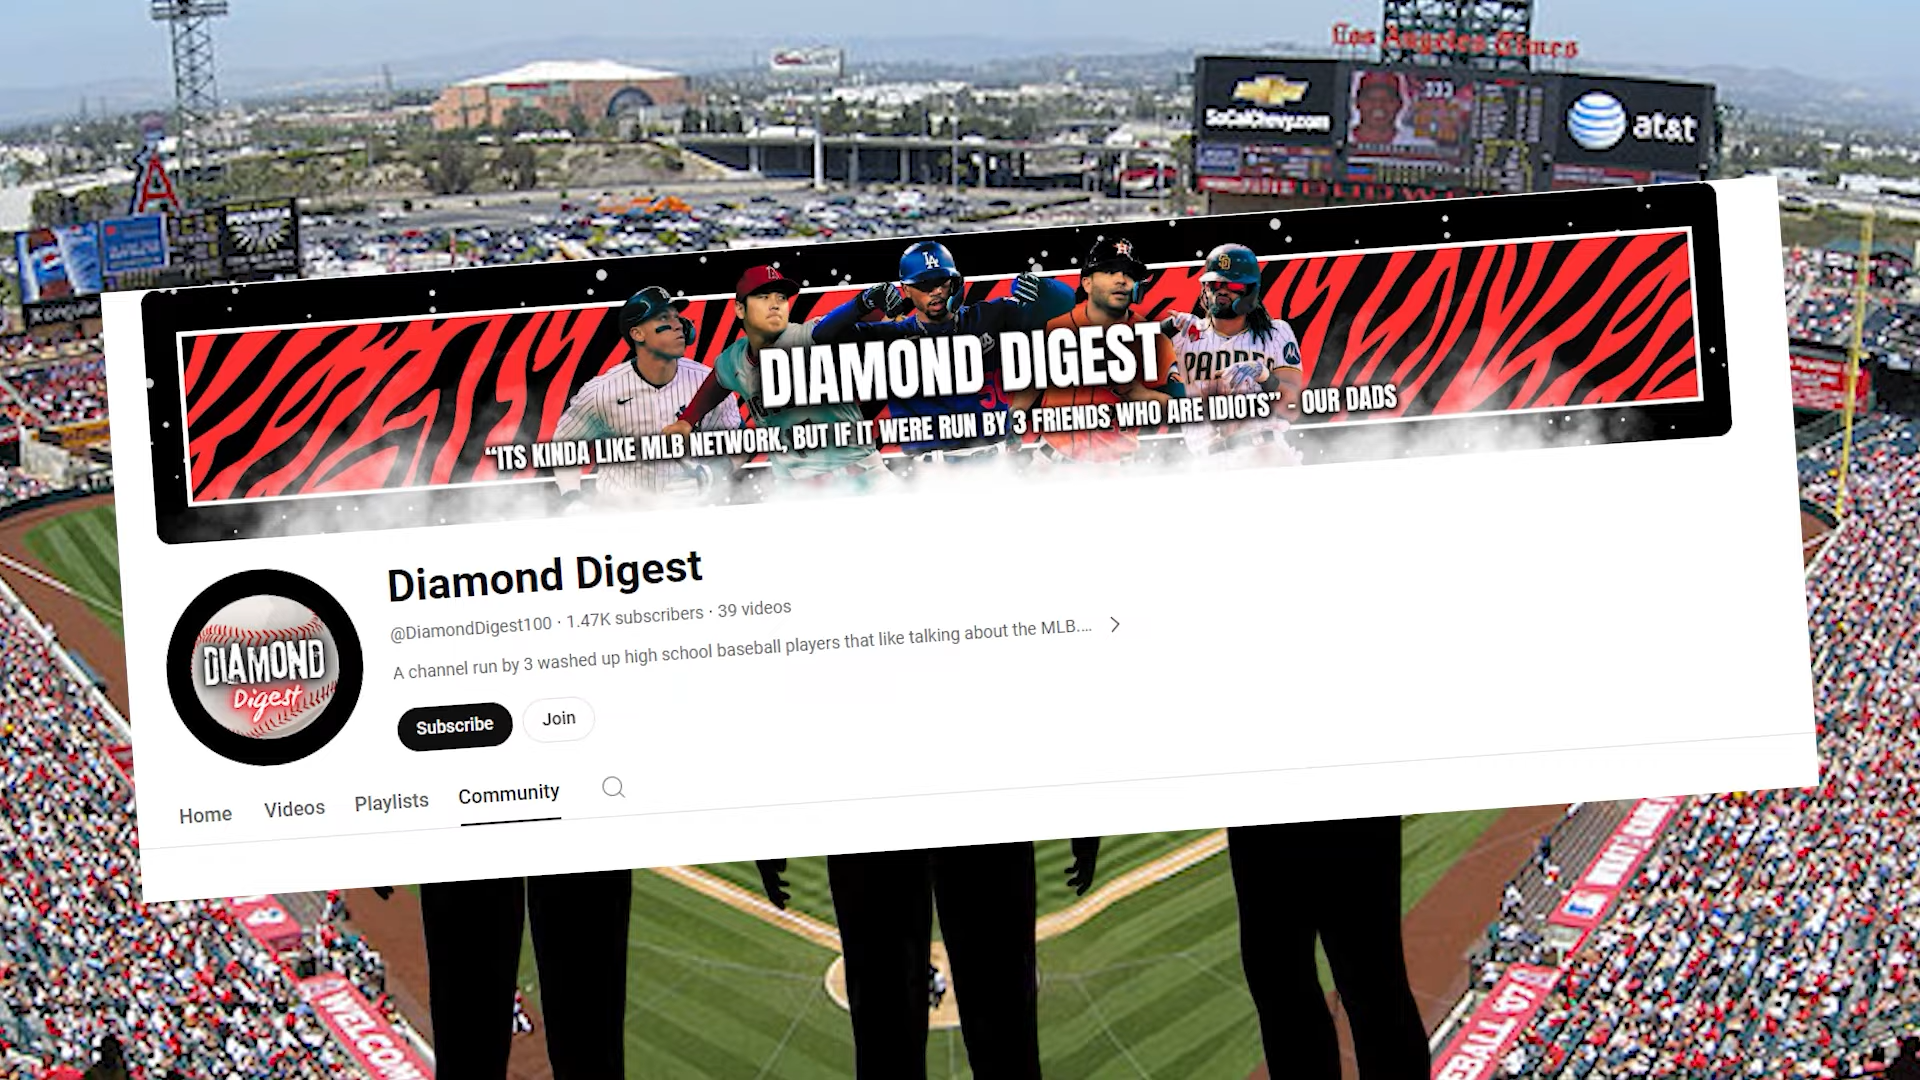 Los Angeles Times
SoCalChevy.com
at&t
A
LA
PADRES
DIAMOND DIGEST
“ITS KINDA LIKE MLB NETWORK, BUT IF IT WERE RUN BY 3 FRIENDS WHO ARE IDIOTS” - OUR DADS
DIAMOND
Digest
Diamond Digest
@DiamondDigest100 · 1.47K subscribers · 39 videos
A channel run by 3 washed up high school baseball players that like talking about the MLB....
Subscribe
Join
Home
Videos
Playlists
Community